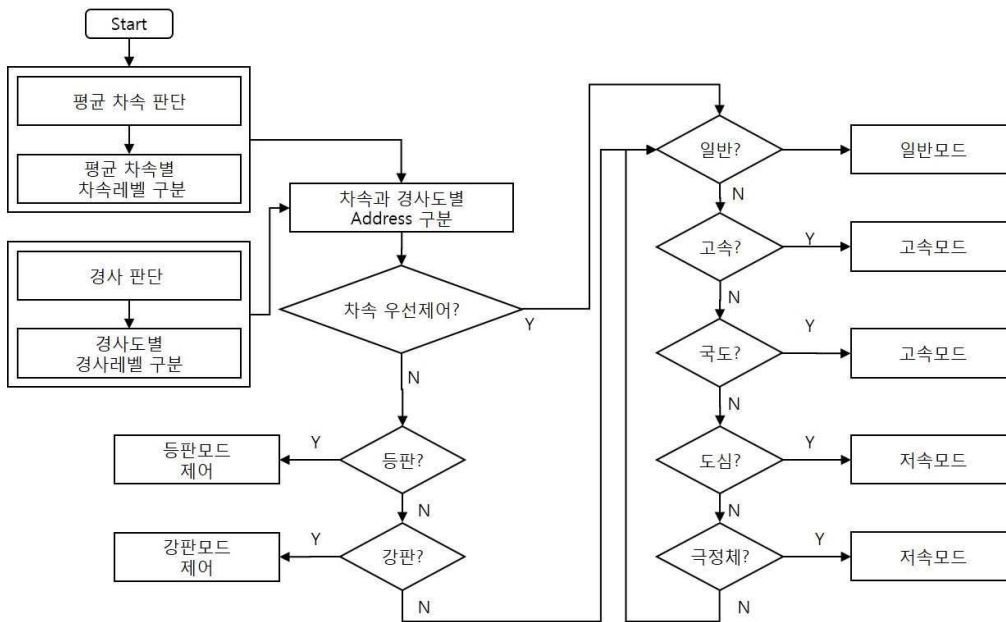 Start
평균 차속 판단
평균 차속별
차속레벨 구분
경사 판단
경사도별
경사레벨 구분
차속과 경사도별
Address 구분
차속 우선제어?
Y
N
등판?
Y
등판모드
제어
N
강판?
Y
강판모드
제어
N
일반?
일반모드
N
고속?
Y
고속모드
N
국도?
Y
고속모드
N
도심?
Y
저속모드
N
극정체?
Y
저속모드
N